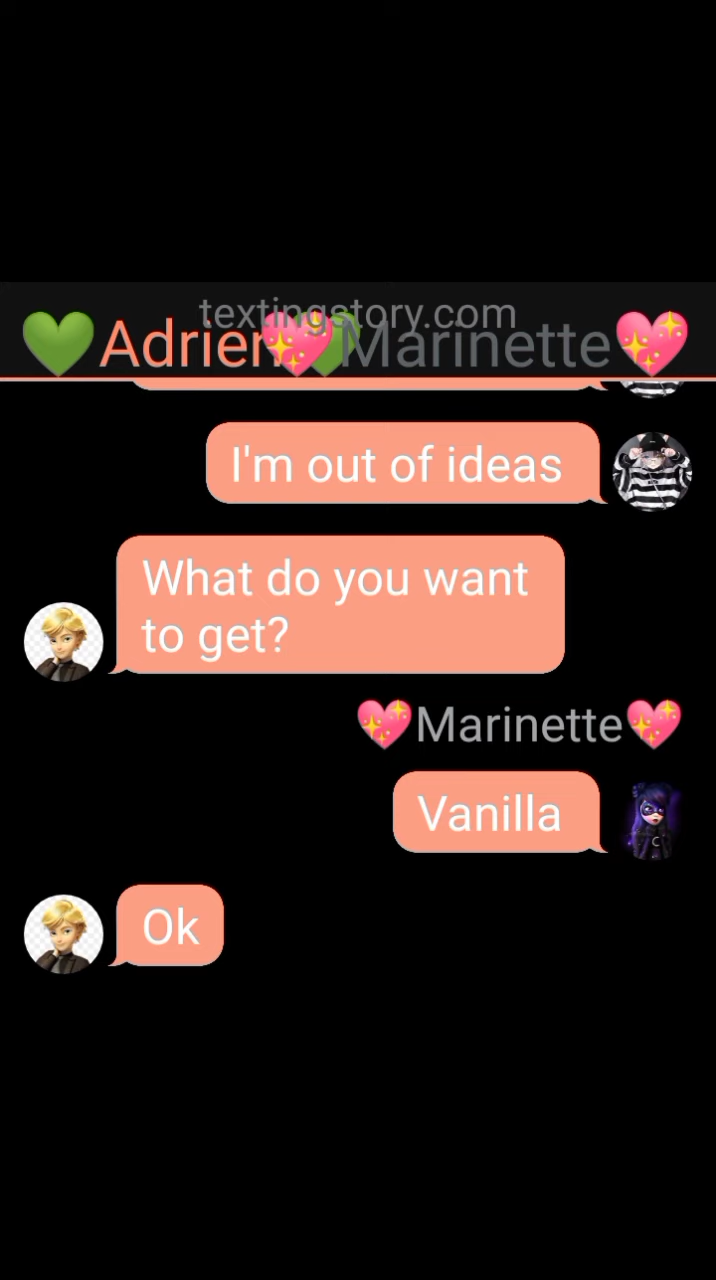 textingstory.com
💚Adrien💚 💖Marinette💖
I'm out of ideas
What do you want
to get?
💖Marinette💖
Vanilla
Ok